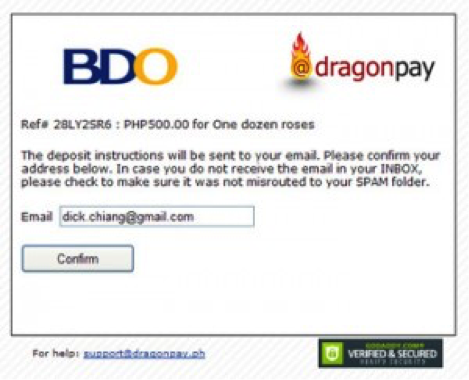 BDO
@dragonpay
Ref# 28LY2SR6 : PHP500.00 for One dozen roses
The deposit instructions will be sent to your email. Please confirm your
address below. In case you do not receive the email in your INBOX,
please check to make sure it was not misrouted to your SPAM folder.
Email dick.chiang@gmail.com
Confirm
For help: support@dragonpay.ph
GODADDY.COM®
VERIFIED & SECURED
VERIFY SECURITY